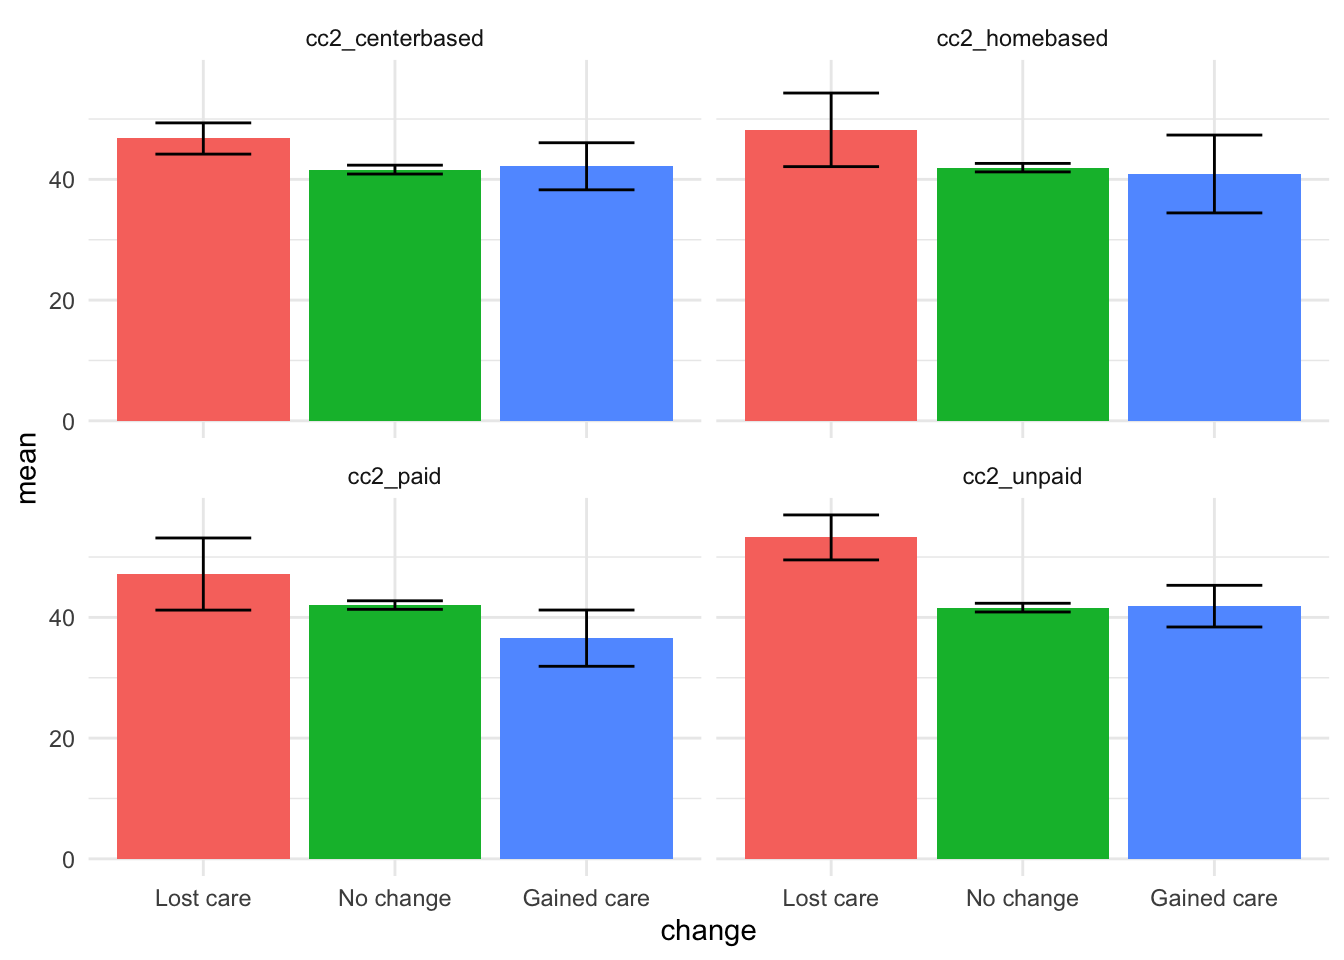 cc2_centerbased
cc2_homebased
40
20
0
cc2_paid
cc2_unpaid
40
20
0
mean
Lost care
No change
Gained care
Lost care
No change
Gained care
change